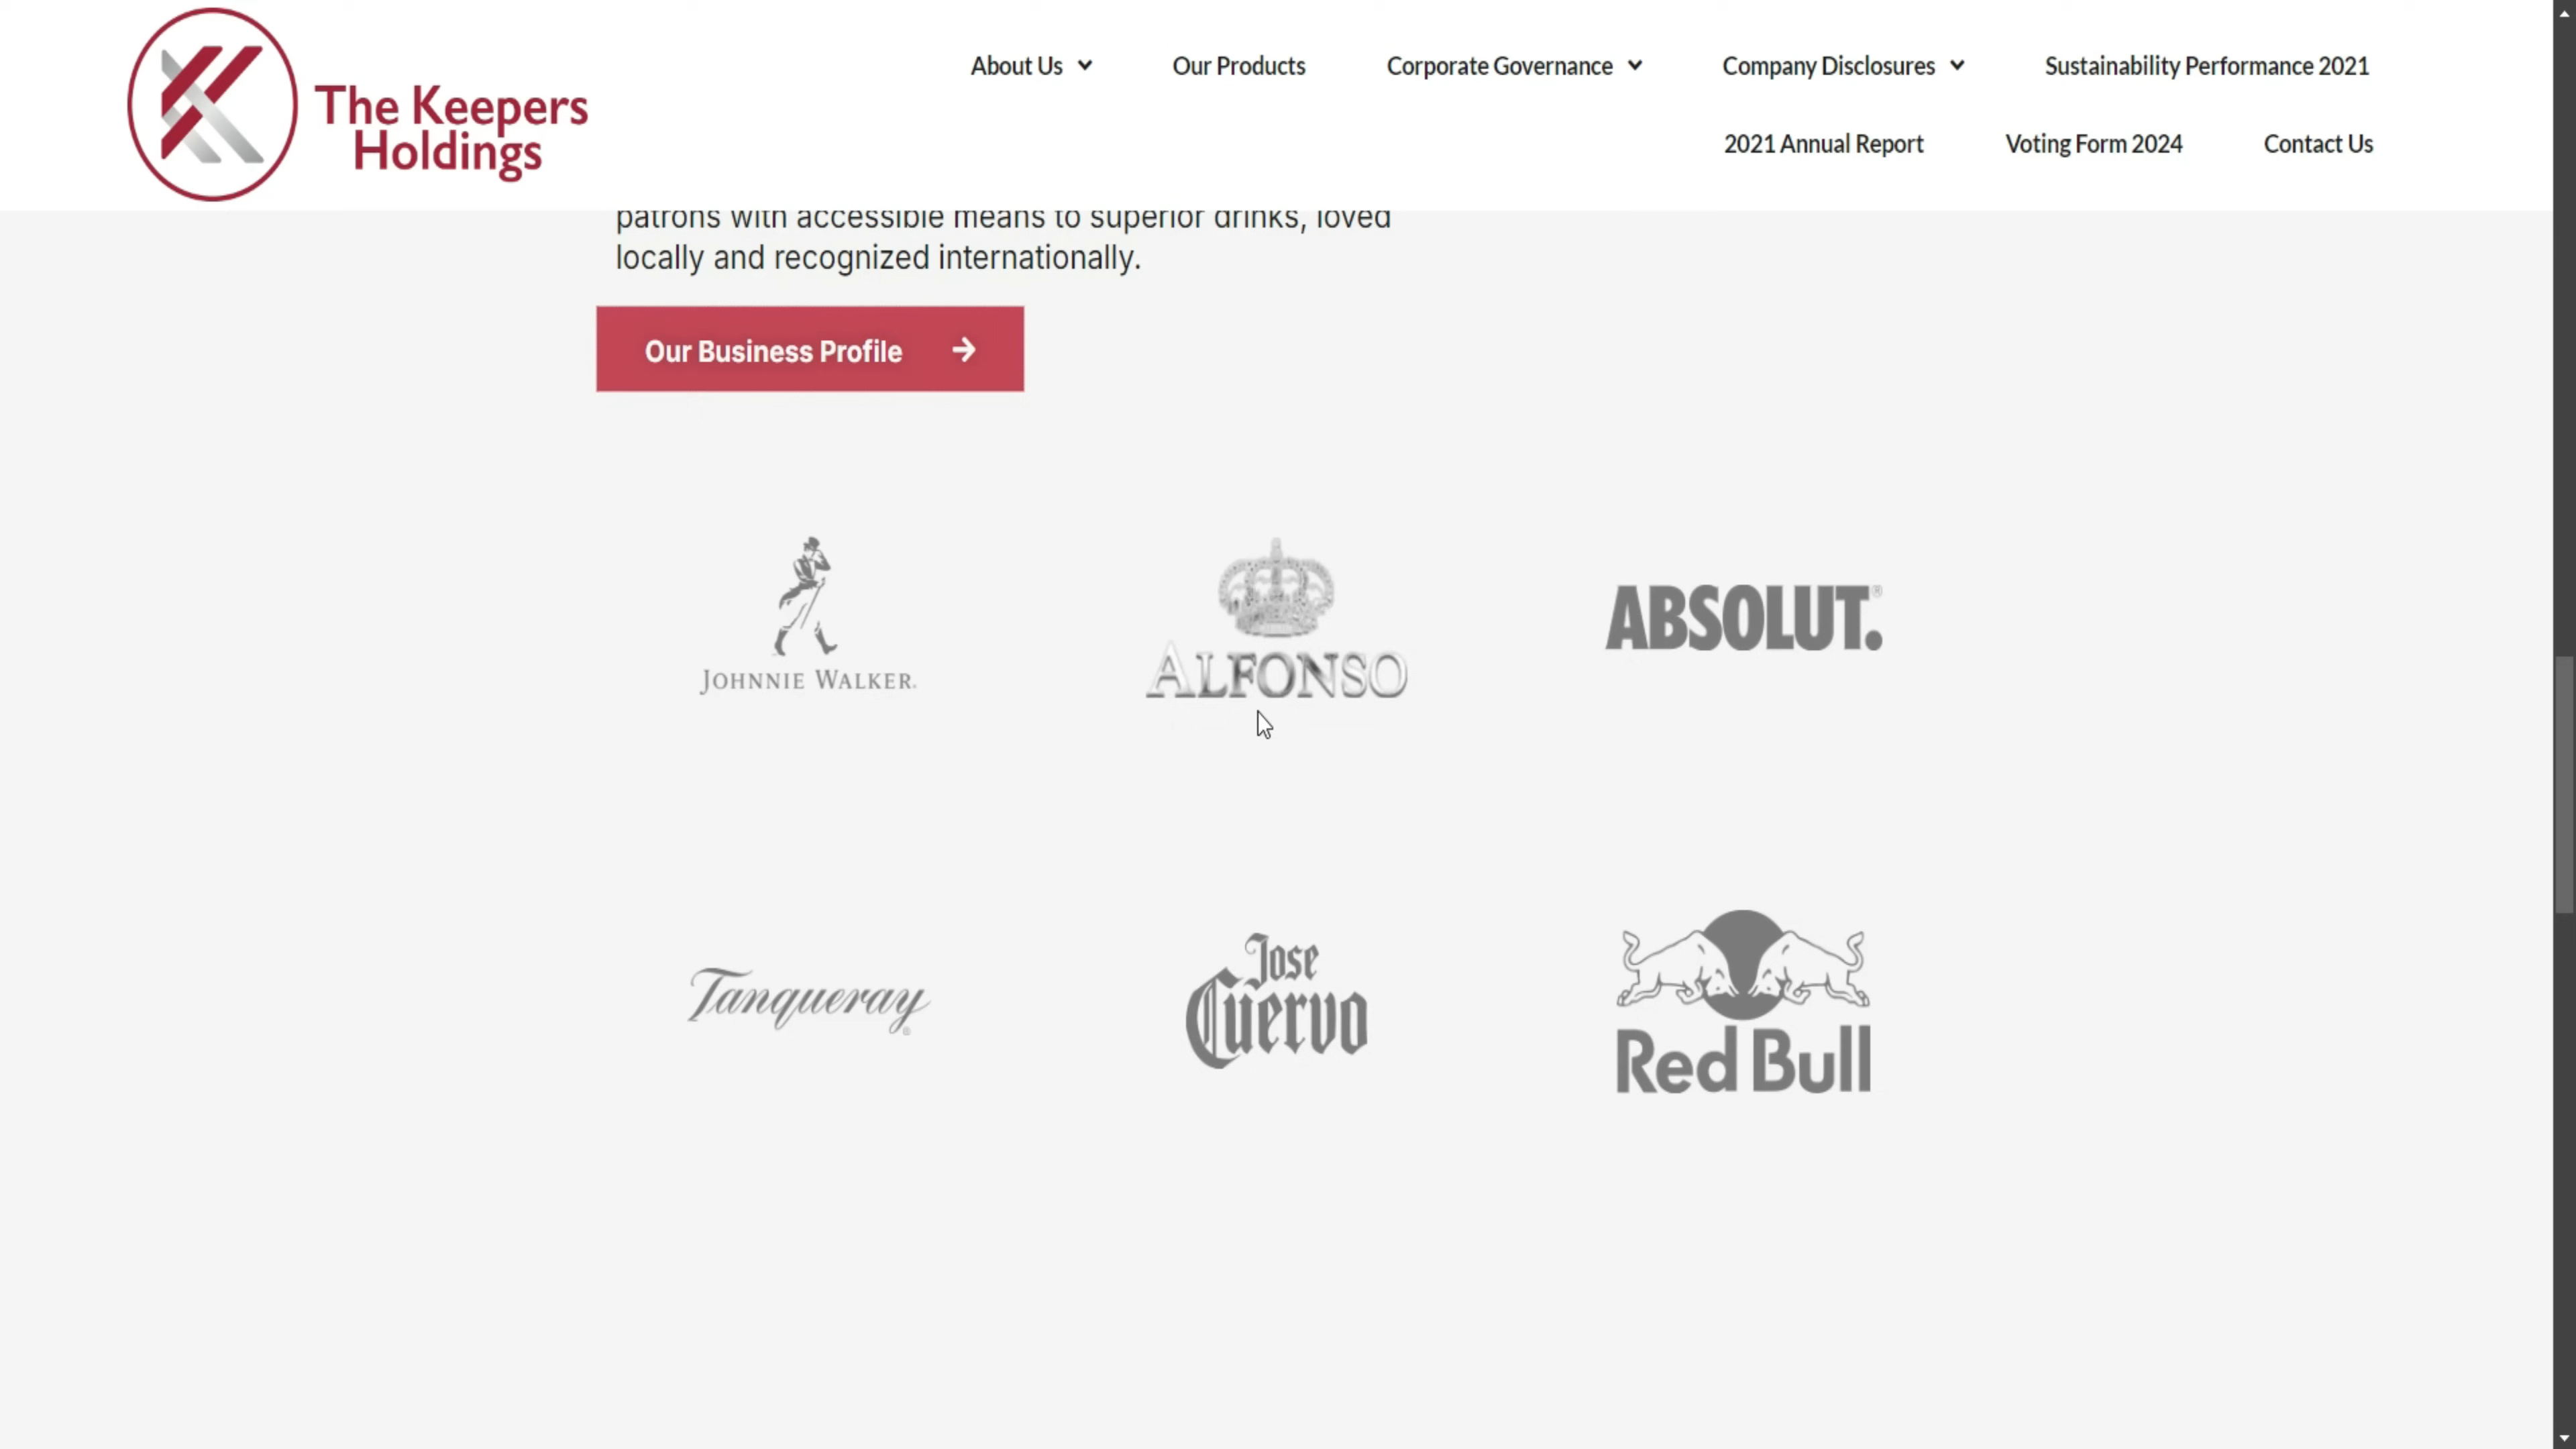 The Keepers
Holdings
About Us
Our Products
Corporate Governance
Company Disclosures
Sustainability Performance 2021
2021 Annual Report
Voting Form 2024
Contact Us
patrons with accessible means to superior drinks, loved
locally and recognized internationally.
Our Business Profile
JOHNNIE WALKER.
ALFONSO
ABSOLUT.®
Tanqueray®
Jose
Cuervo
Red Bull